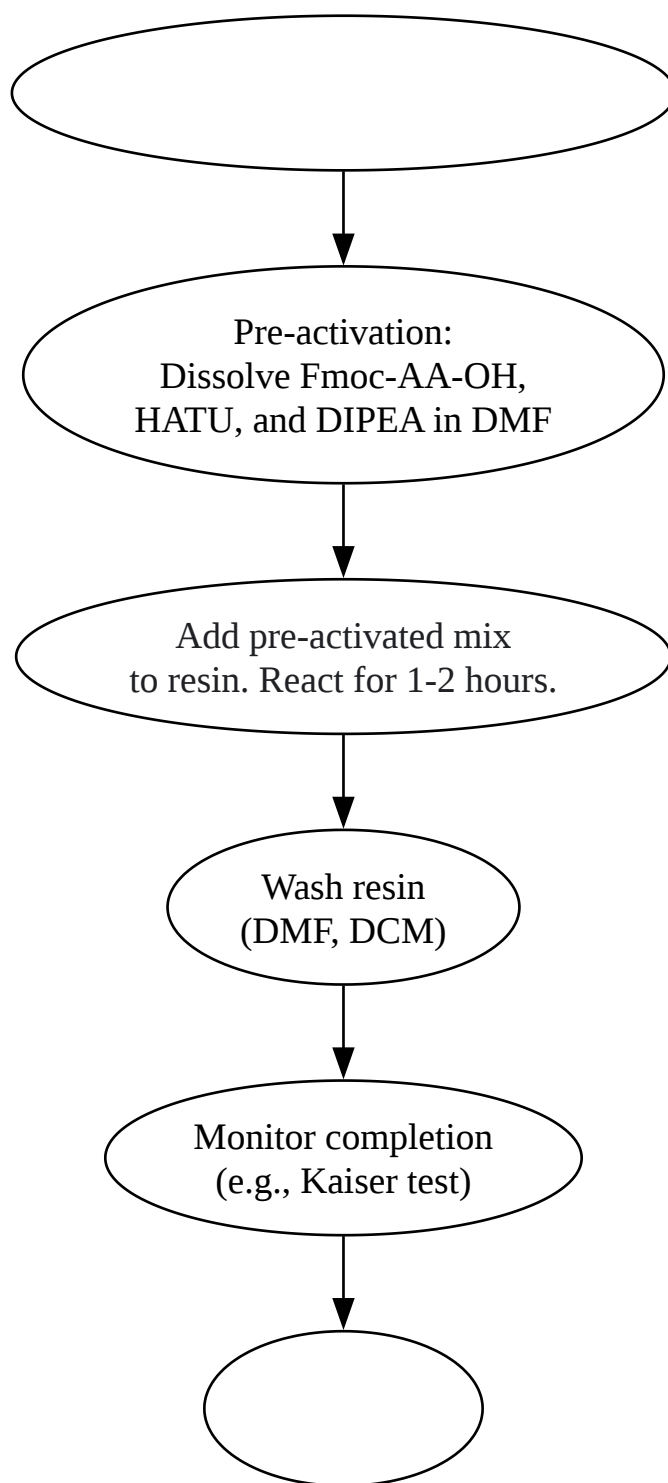 Pre-activation:
Dissolve Fmoc-AA-OH,
HATU, and DIPEA in DMF
Add pre-activated mix
to resin. React for 1-2 hours.
Wash resin
(DMF, DCM)
Monitor completion
(e.g., Kaiser test)